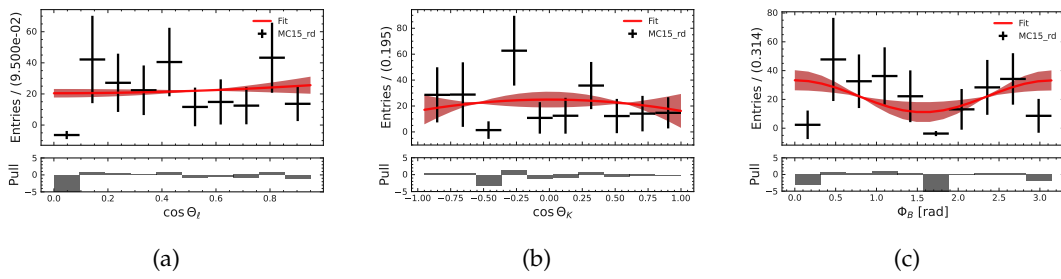 Entries / (9.500e-02)
60
40
20
0
Fit
MC15_rd
Pull
5
0
−5
0.0 0.2 0.4 0.6 0.8
cos Θℓ
(a)
Entries / (0.195)
80
60
40
20
0
Fit
MC15_rd
Pull
5
0
−5
−1.00 −0.75 −0.50 −0.25 0.00 0.25 0.50 0.75 1.00
cos ΘK
(b)
Entries / (0.314)
80
60
40
20
0
Fit
MC15_rd
Pull
5
0
−5
0.0 0.5 1.0 1.5 2.0 2.5 3.0
ΦB [rad]
(c)